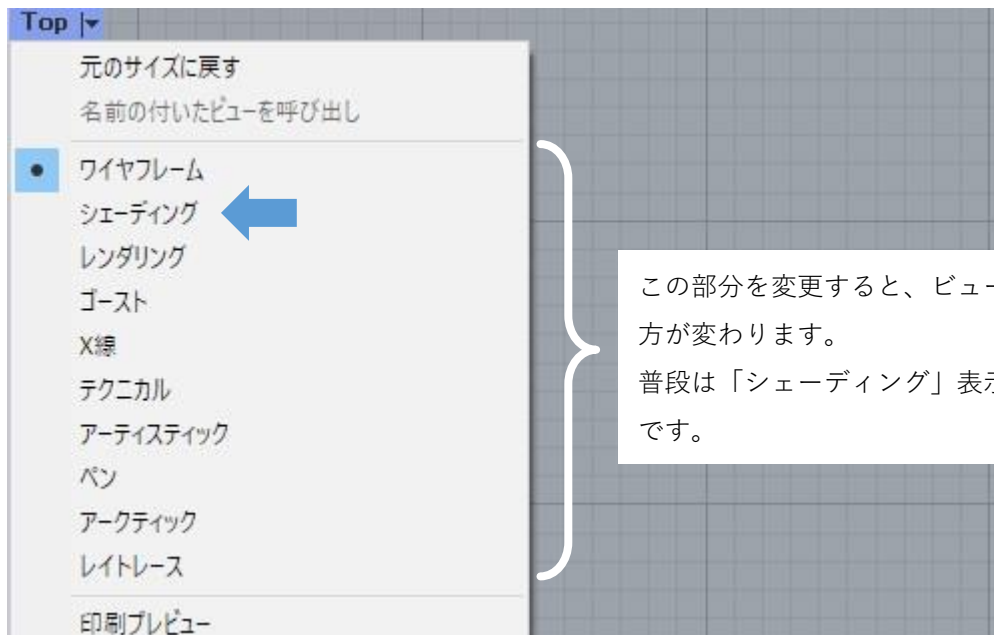 Top
元のサイズに戻す
名前の付いたビューを呼び出し
ワイヤフレーム
シェーディング
レンダリング
ゴースト
X線
テクニカル
アーティスティック
ペン
アークティック
レイトレース
印刷プレビュー
この部分を変更すると、ビュー
方が変わります。
普段は「シェーディング」表示
です。